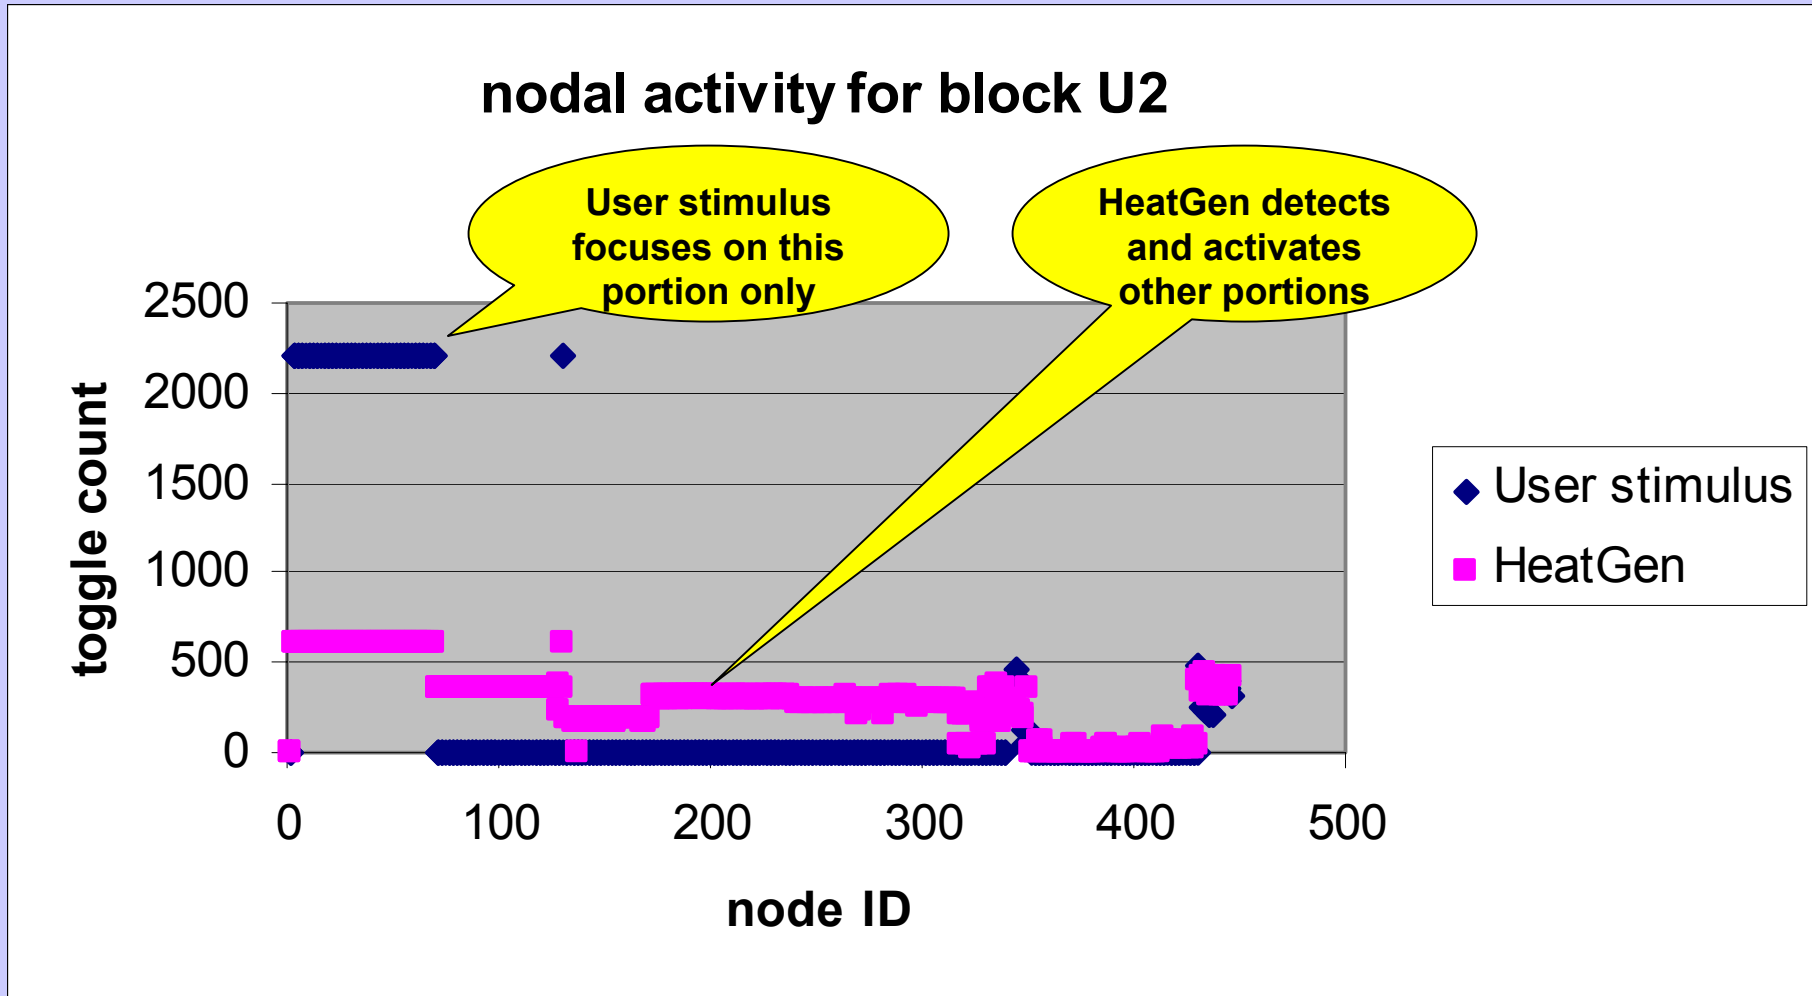 nodal activity for block U2
User stimulus
focuses on this
portion only
HeatGen detects
and activates
other portions
2500
2000
1500
1000
500
0
toggle count
0 100 200 300 400 500
node ID
User stimulus
HeatGen